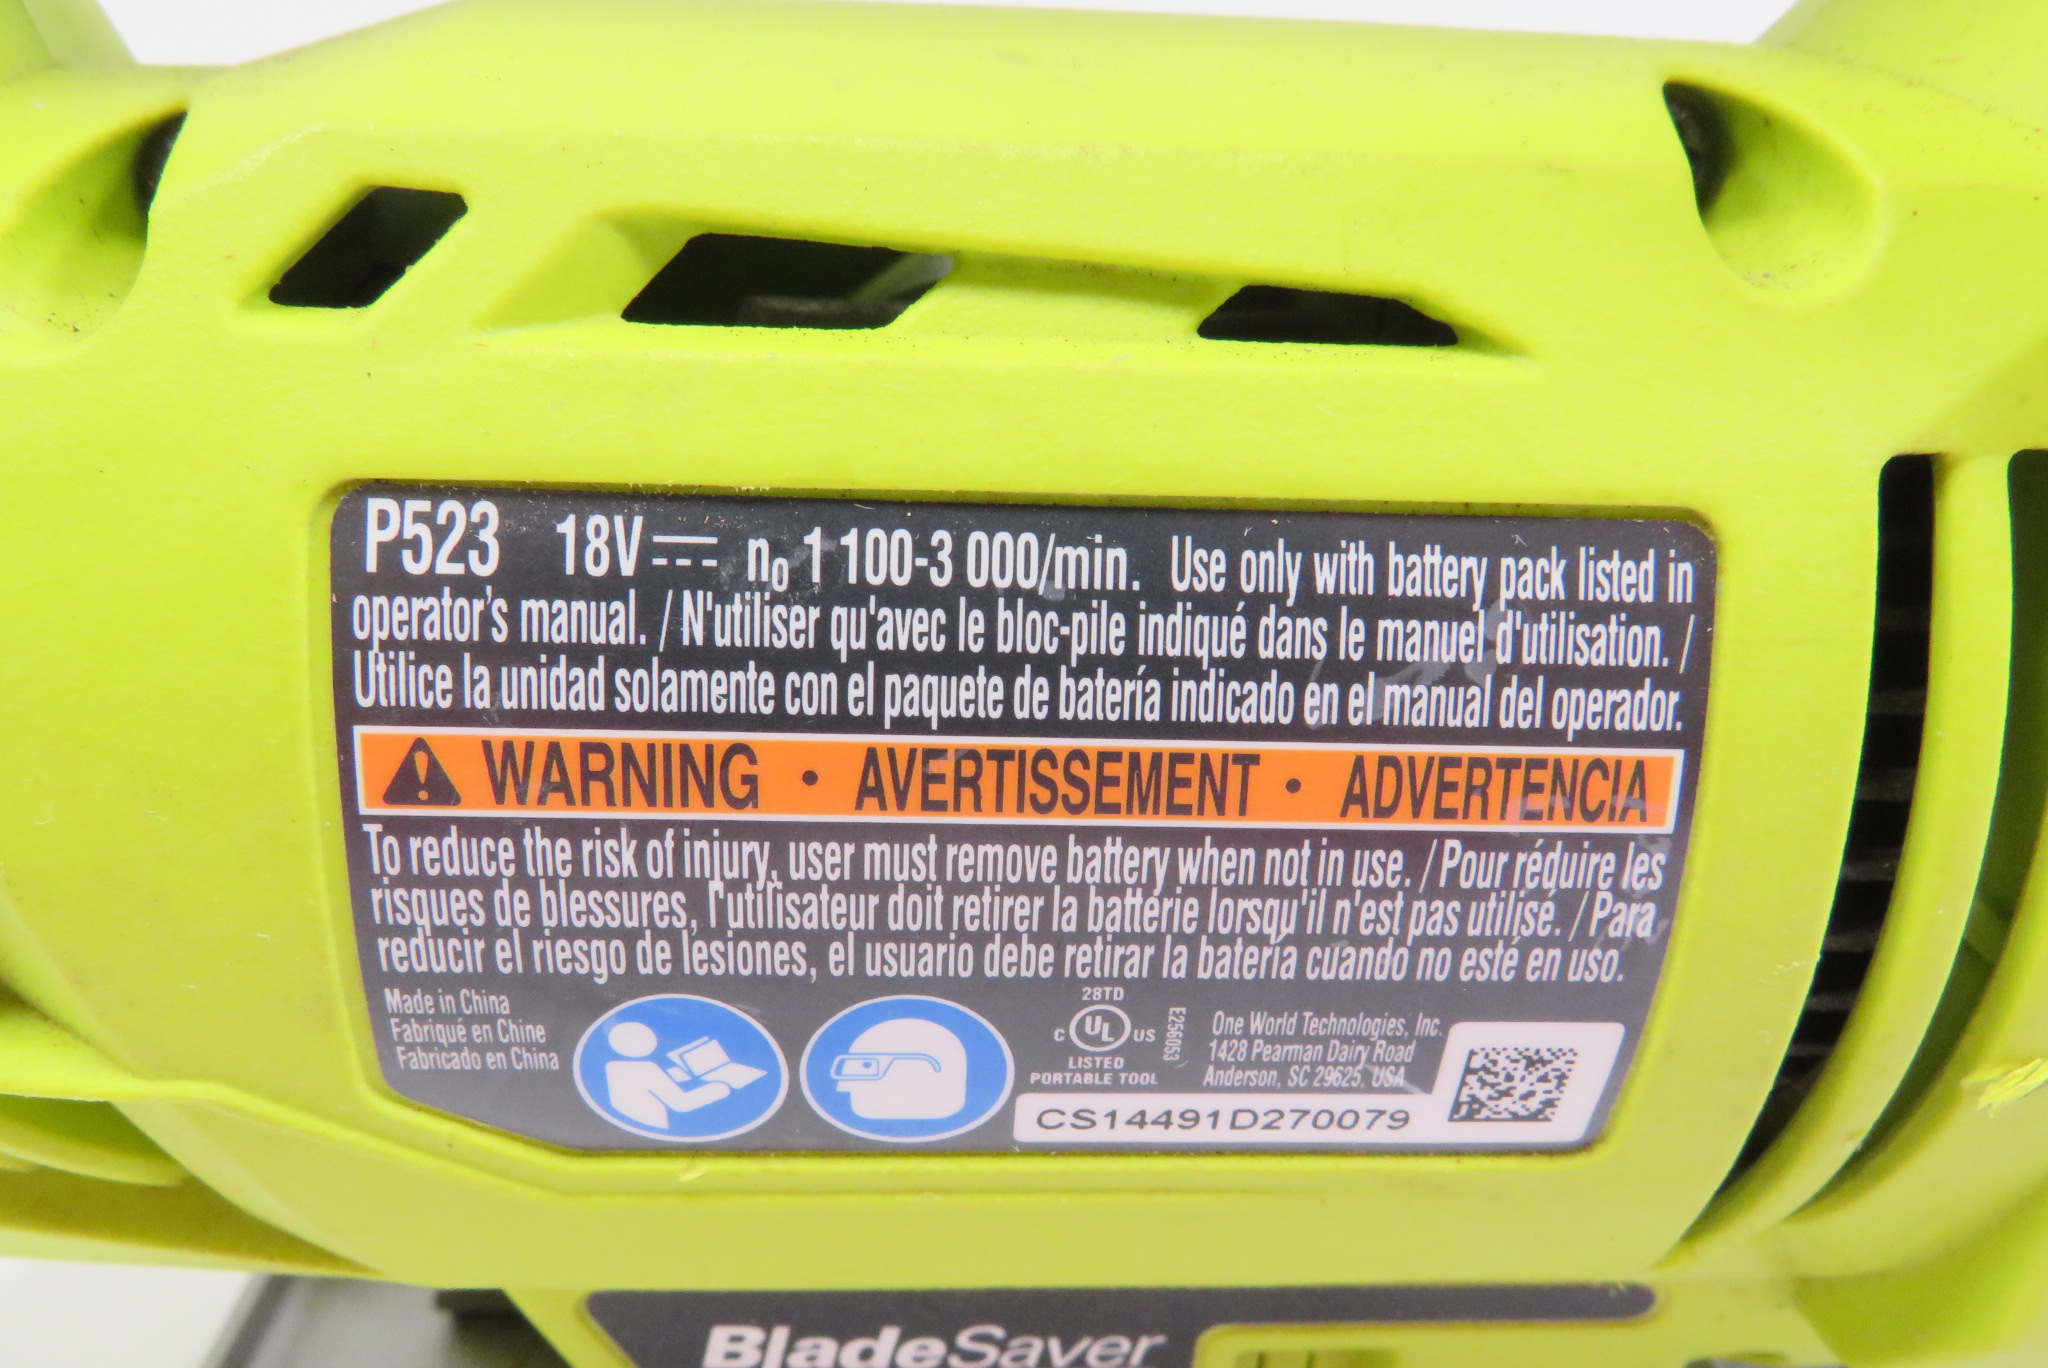 P523 18V n₀ 1 100-3 000/min. Use only with battery pack listed in
operator's manual. / N'utiliser qu'avec le bloc-pile indiqué dans le manuel d'utilisation. /
Utilice la unidad solamente con el paquete de batería indicado en el manual del operador.
WARNING • AVERTISSEMENT • ADVERTENCIA
To reduce the risk of injury, user must remove battery when not in use. / Pour réduire les
risques de blessures, l'utilisateur doit retirer la batterie lorsqu'il n'est pas utilisé. / Para
reducir el riesgo de lesiones, el usuario debe retirar la batería cuando no esté en uso.
Made in China
Fabriqué en Chine
Fabricado en China
28TD
C UL US
LISTED
PORTABLE TOOL
E256053
One World Technologies, Inc.
1428 Pearman Dairy Road
Anderson, SC 29625, USA
CS14491D270079
BladeSaver